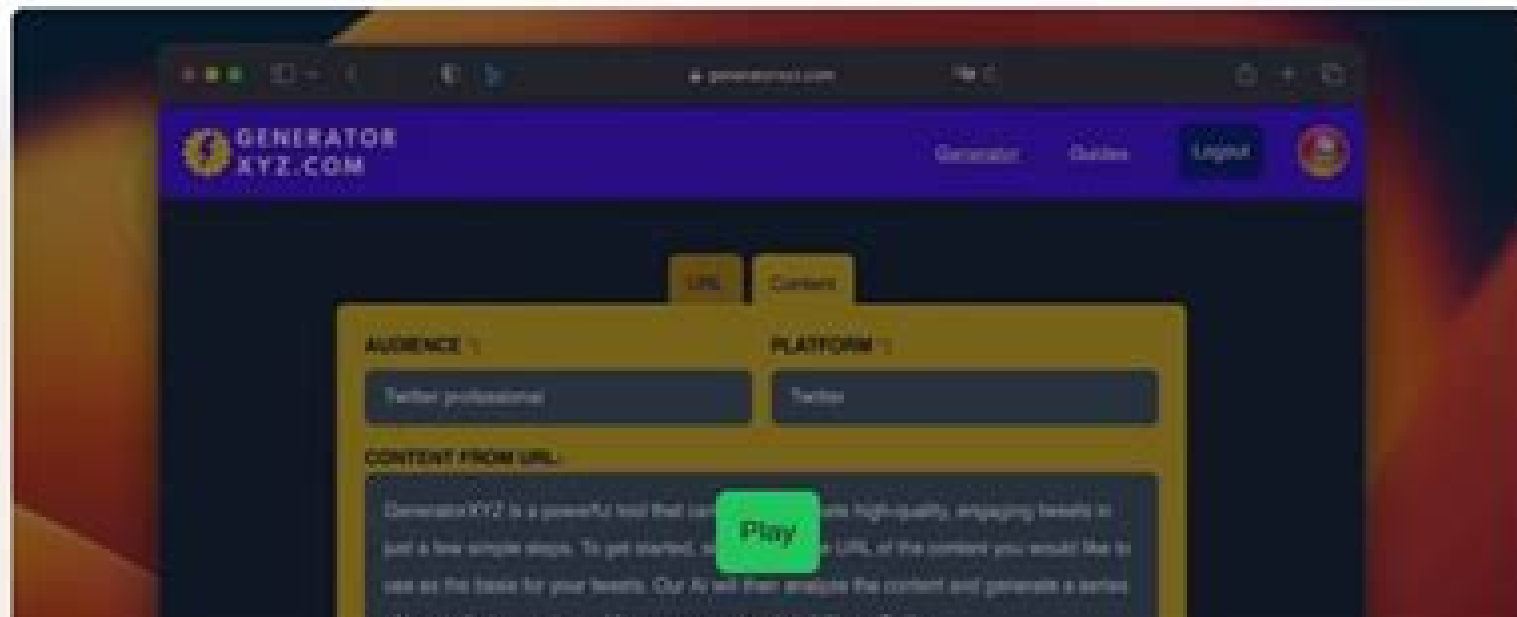 generatorxyz.com
GENERATOR
XYZ.COM
Generator
Guides
Logout
URL
Content
AUDIENCE
PLATFORM
Twitter professional
Twitter
CONTENT FROM URL:
GeneratorXYZ is a powerful tool that can high-quality, engaging tweets in
Play
just a few simple steps. To get started, URL of the content you would like to
use as the basis for your tweets. Our AI will then analyze the content and generate a series